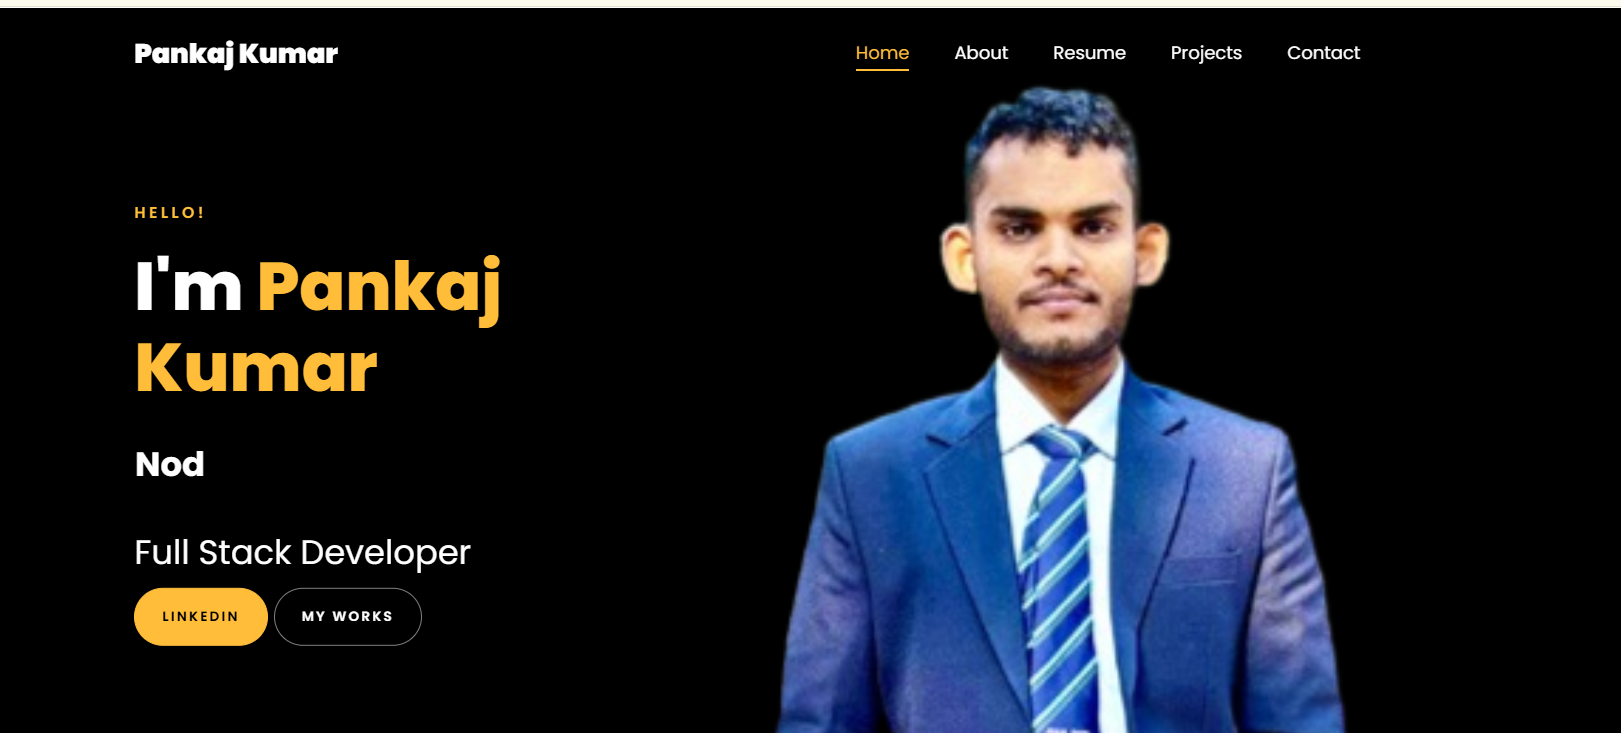 Pankaj Kumar
Home About Resume Projects Contact
HELLO!
I'm Pankaj
Kumar
Nod
Full Stack Developer
LINKEDIN MY WORKS